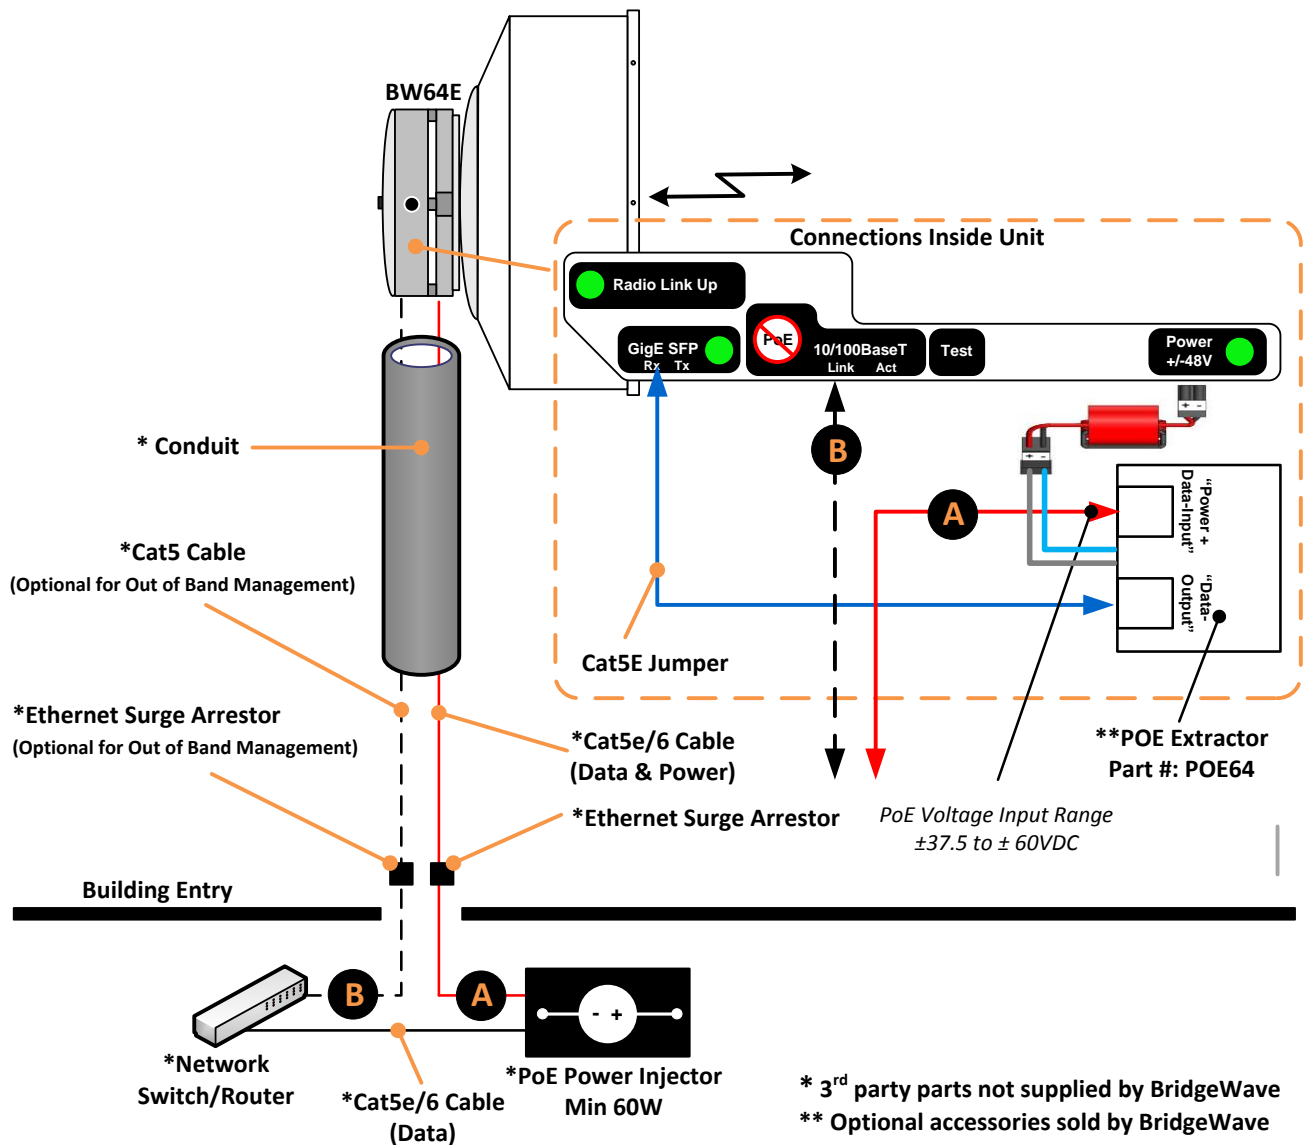 BW64E
Connections Inside Unit
Radio Link Up
GigE SFP
Rx Tx
PoE
10/100BaseT
Link Act
Test
Power
+/-48V
+ -
+ -
* Conduit
B
A
"Power +
Data-Input"
"Data-
Output"
*Cat5 Cable
(Optional for Out of Band Management)
Cat5E Jumper
*Ethernet Surge Arrestor
(Optional for Out of Band Management)
*Cat5e/6 Cable
(Data & Power)
**POE Extractor
Part #: POE64
*Ethernet Surge Arrestor
PoE Voltage Input Range
±37.5 to ± 60VDC
Building Entry
B
A
- +
*Network
Switch/Router
*Cat5e/6 Cable
(Data)
*PoE Power Injector
Min 60W
* 3rd party parts not supplied by BridgeWave
** Optional accessories sold by BridgeWave